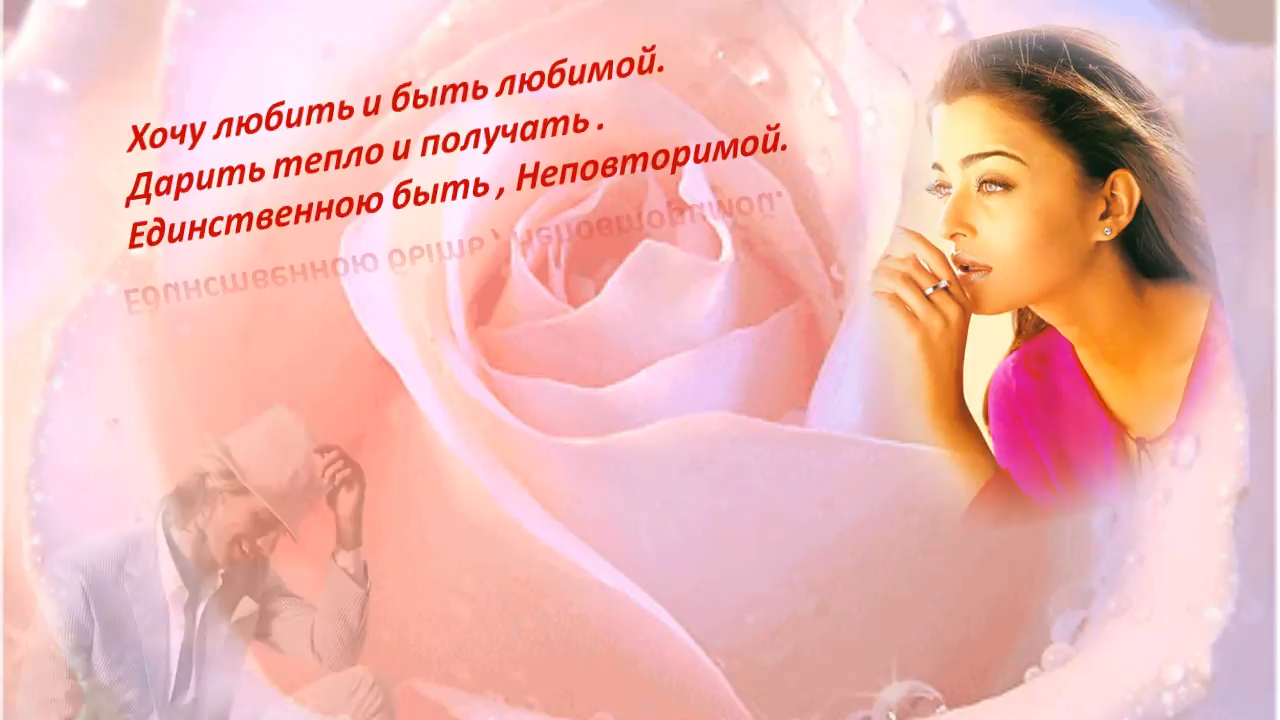 Хочу любить и быть любимой.
Дарить тепло и получать .
Единственною быть , Неповторимой.